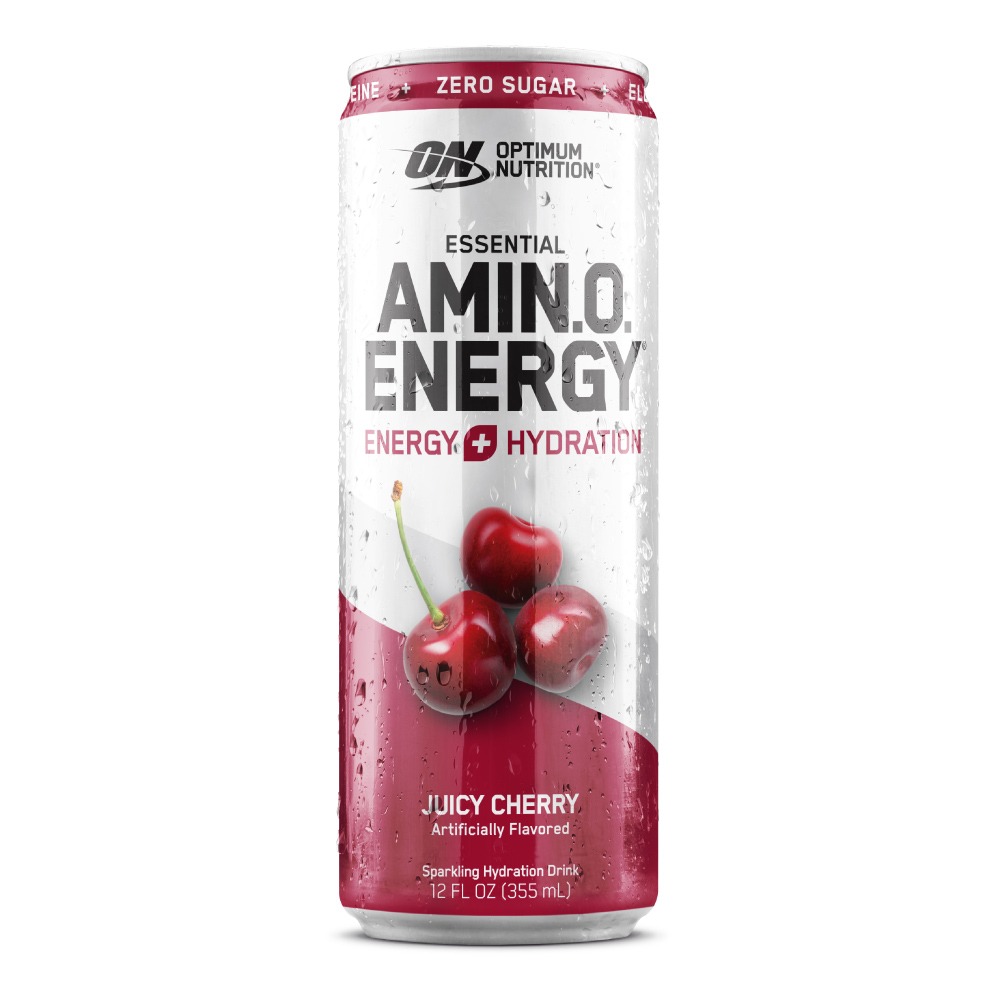 EINE + ZERO SUGAR + EL
ON OPTIMUM
NUTRITION®
ESSENTIAL
AMIN.O.
ENERGY®
ENERGY + HYDRATION
JUICY CHERRY
Artificially Flavored
Sparkling Hydration Drink
12 FL OZ (355 mL)